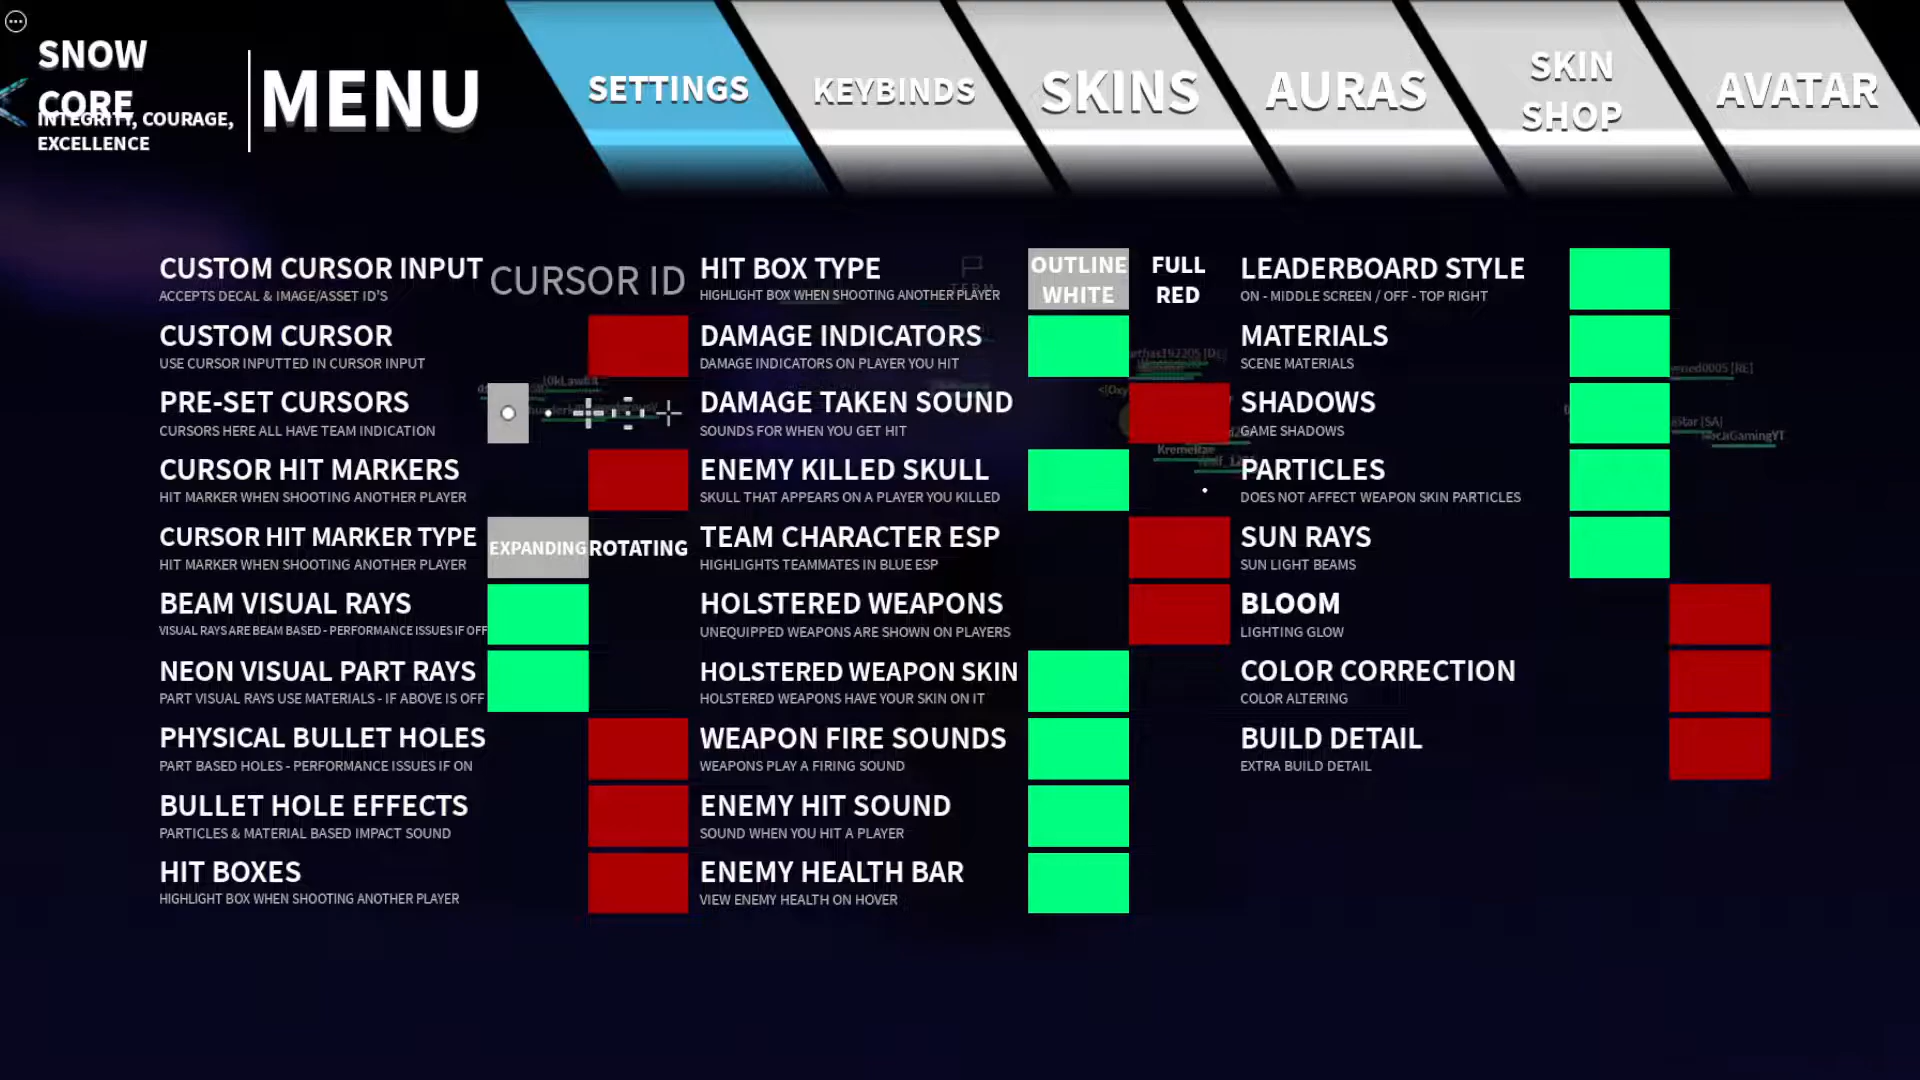 SNOW
CORE
INTEGRITY, COURAGE,
EXCELLENCE
MENU
SETTINGS
KEYBINDS
SKINS
AURAS
SKIN
SHOP
AVATAR
CUSTOM CURSOR INPUT
ACCEPTS DECAL & IMAGE/ASSET ID'S
CURSOR ID
CUSTOM CURSOR
USE CURSOR INPUTTED IN CURSOR INPUT
PRE-SET CURSORS
CURSORS HERE ALL HAVE TEAM INDICATION
CURSOR HIT MARKERS
HIT MARKER WHEN SHOOTING ANOTHER PLAYER
CURSOR HIT MARKER TYPE
HIT MARKER WHEN SHOOTING ANOTHER PLAYER
EXPANDING
ROTATING
BEAM VISUAL RAYS
VISUAL RAYS ARE BEAM BASED - PERFORMANCE ISSUES IF OFF
NEON VISUAL PART RAYS
PART VISUAL RAYS USE MATERIALS - IF ABOVE IS OFF
PHYSICAL BULLET HOLES
PART BASED HOLES - PERFORMANCE ISSUES IF ON
BULLET HOLE EFFECTS
PARTICLES & MATERIAL BASED IMPACT SOUND
HIT BOXES
HIGHLIGHT BOX WHEN SHOOTING ANOTHER PLAYER
HIT BOX TYPE
HIGHLIGHT BOX WHEN SHOOTING ANOTHER PLAYER
OUTLINE
WHITE
FULL
RED
DAMAGE INDICATORS
DAMAGE INDICATORS ON PLAYER YOU HIT
DAMAGE TAKEN SOUND
SOUNDS FOR WHEN YOU GET HIT
ENEMY KILLED SKULL
SKULL THAT APPEARS ON A PLAYER YOU KILLED
TEAM CHARACTER ESP
HIGHLIGHTS TEAMMATES IN BLUE ESP
HOLSTERED WEAPONS
UNEQUIPPED WEAPONS ARE SHOWN ON PLAYERS
HOLSTERED WEAPON SKIN
HOLSTERED WEAPONS HAVE YOUR SKIN ON IT
WEAPON FIRE SOUNDS
WEAPONS PLAY A FIRING SOUND
ENEMY HIT SOUND
SOUND WHEN YOU HIT A PLAYER
ENEMY HEALTH BAR
VIEW ENEMY HEALTH ON HOVER
LEADERBOARD STYLE
ON - MIDDLE SCREEN / OFF - TOP RIGHT
MATERIALS
SCENE MATERIALS
SHADOWS
GAME SHADOWS
PARTICLES
DOES NOT AFFECT WEAPON SKIN PARTICLES
SUN RAYS
SUN LIGHT BEAMS
BLOOM
LIGHTING GLOW
COLOR CORRECTION
COLOR ALTERING
BUILD DETAIL
EXTRA BUILD DETAIL